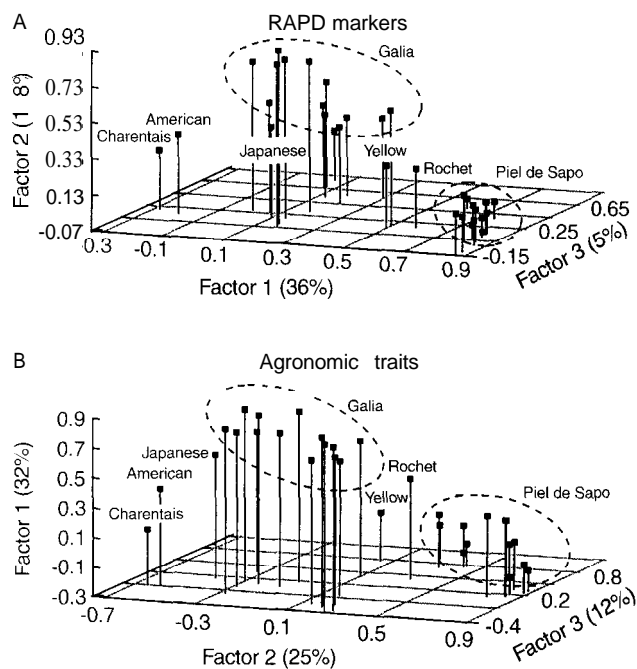 A RAPD markers
0.93
0.73
0.53
0.33
0.13
-0.07
Factor 2 (1 8%)
Galia
American
Charentais
Japanese
Yellow
Rochet
Piel de Sapo
-0.3 -0.1 0.1 0.3 0.5 0.7 0.9
Factor 1 (36%)
-0.15 0.25 0.65
Factor 3 (5%)
B Agronomic traits
0.9
0.7
0.5
0.3
0.1
-0.1
-0.3
Factor 1 (32%)
Galia
Japanese
American
Charentais
Rochet
Yellow
Piel de Sapo
-0.7 -0.3 0.1 0.5 0.9
Factor 2 (25%)
-0.4 0.2 0.8
Factor 3 (12%)